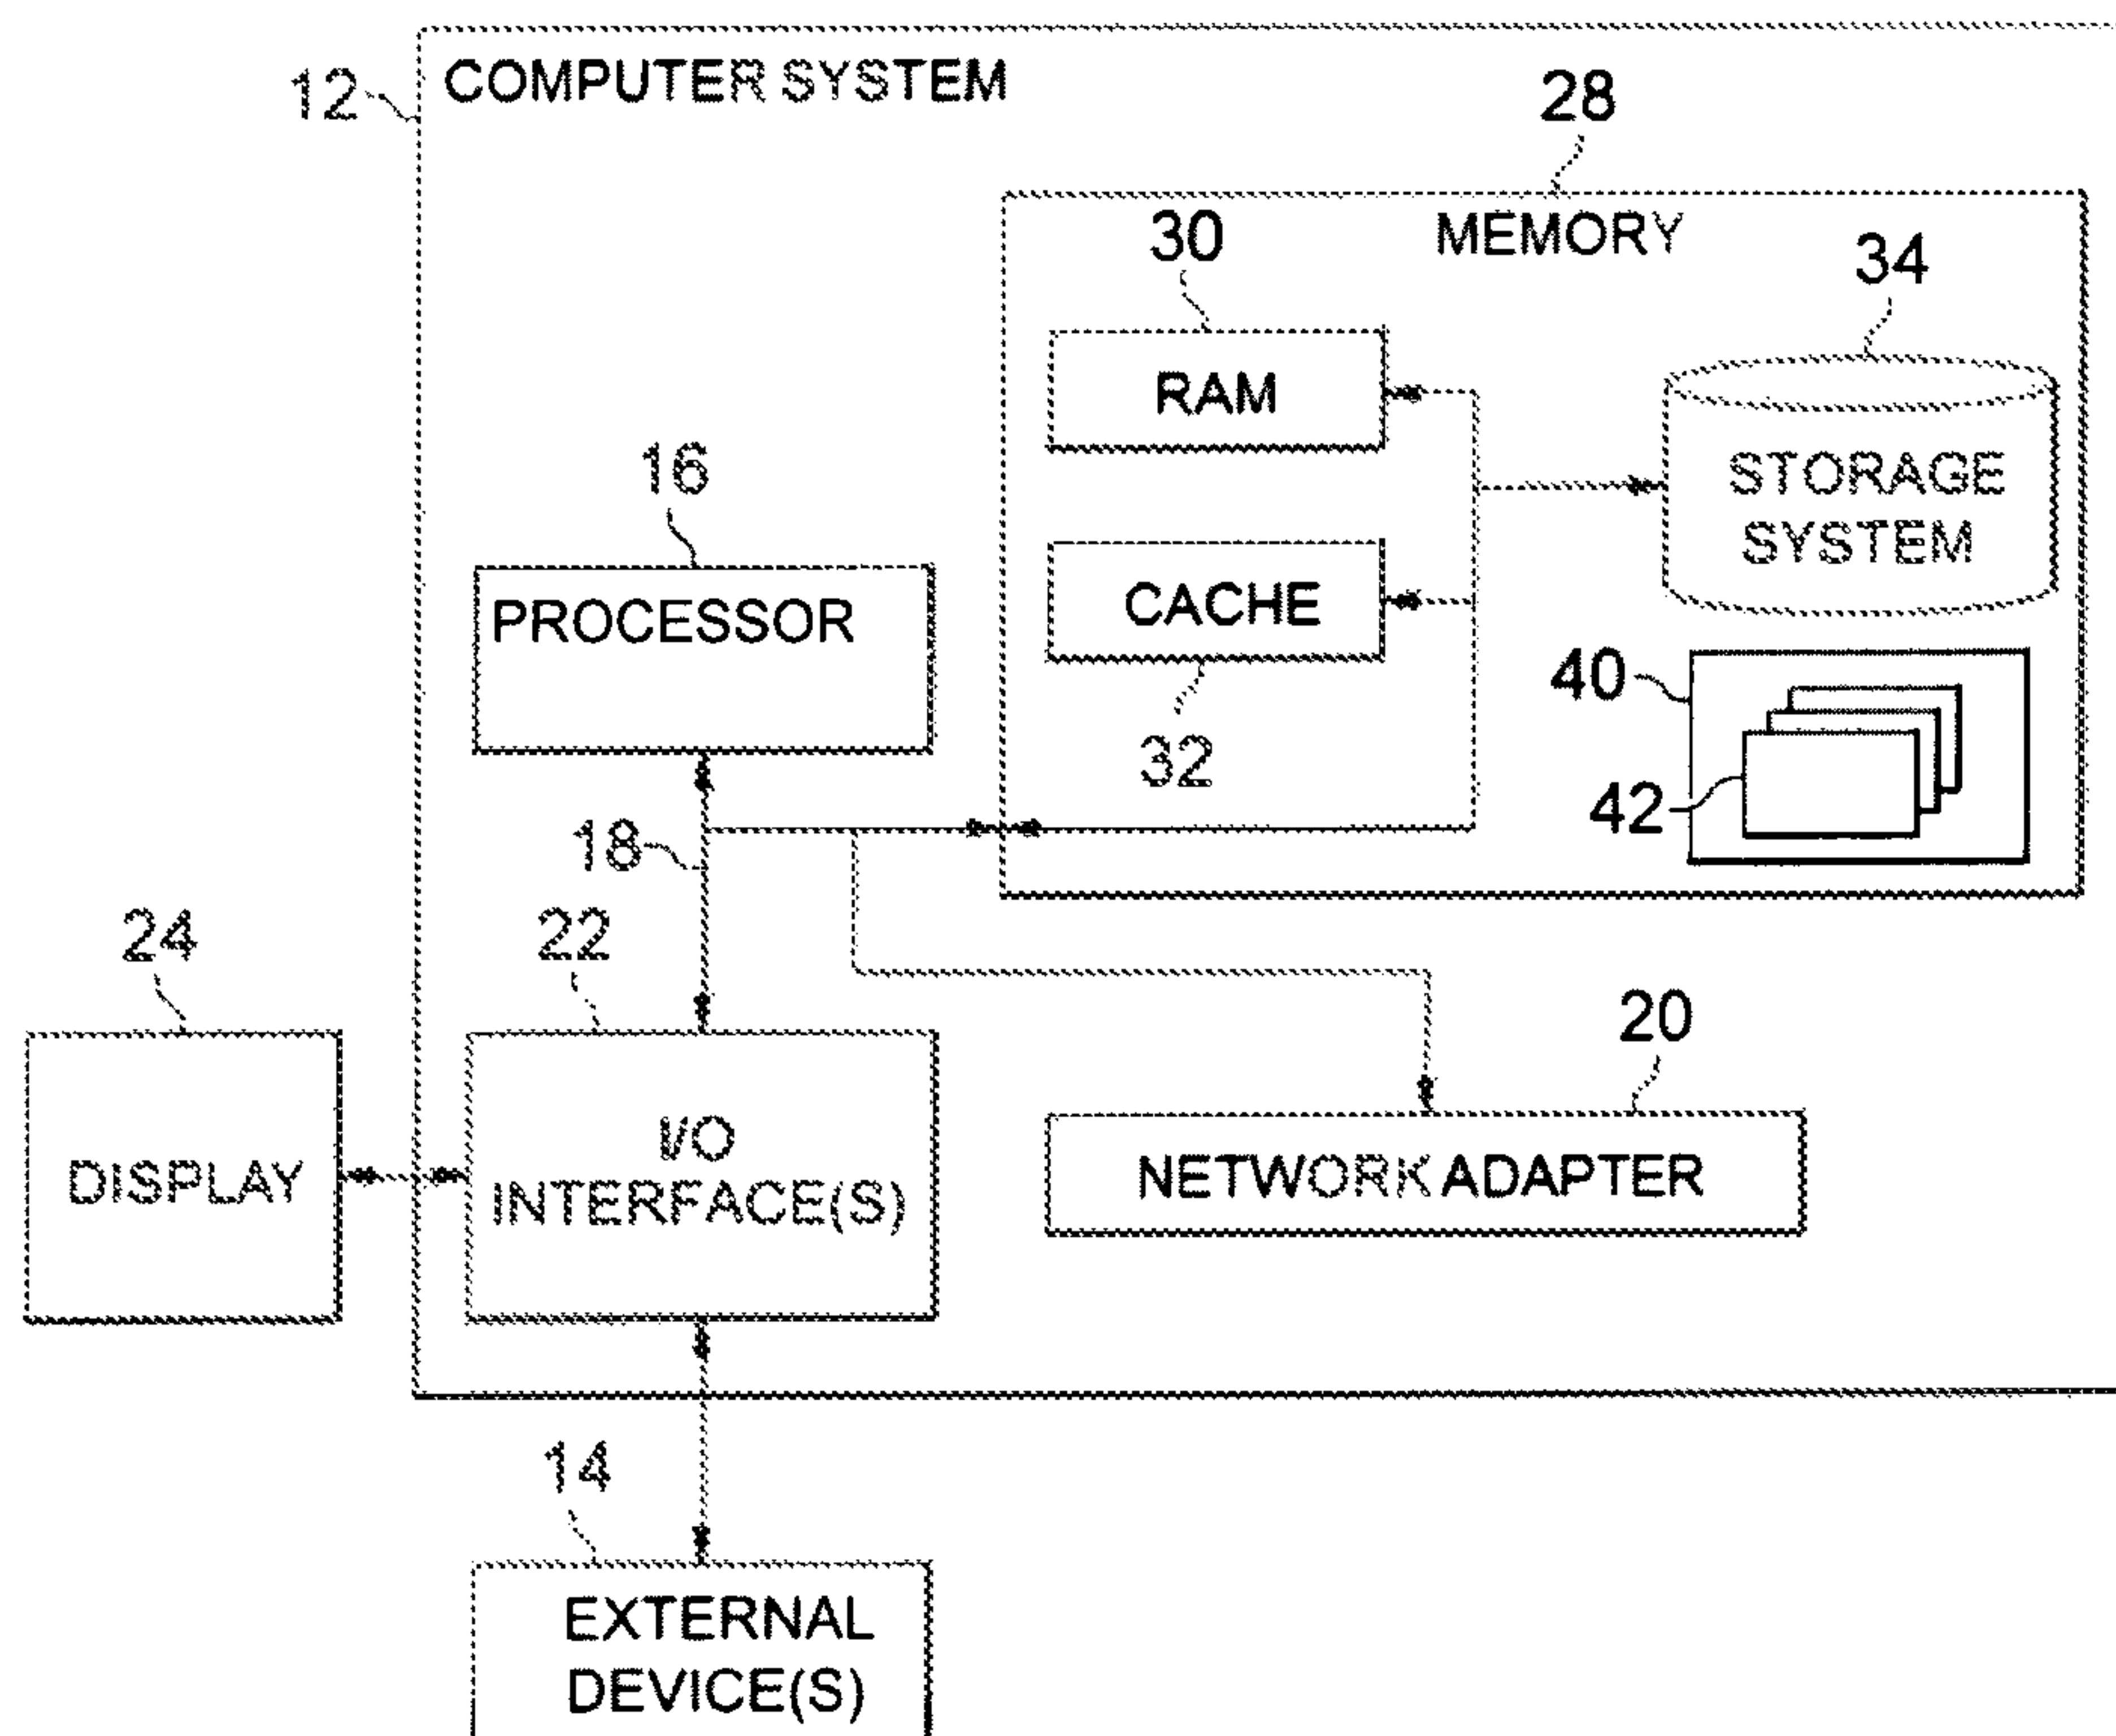 12
COMPUTER SYSTEM
28
MEMORY
30
34
RAM
STORAGE
SYSTEM
16
PROCESSOR
CACHE
32
40
42
18
24
22
20
DISPLAY
I/O
INTERFACE(S)
NETWORK ADAPTER
14
EXTERNAL
DEVICE(S)